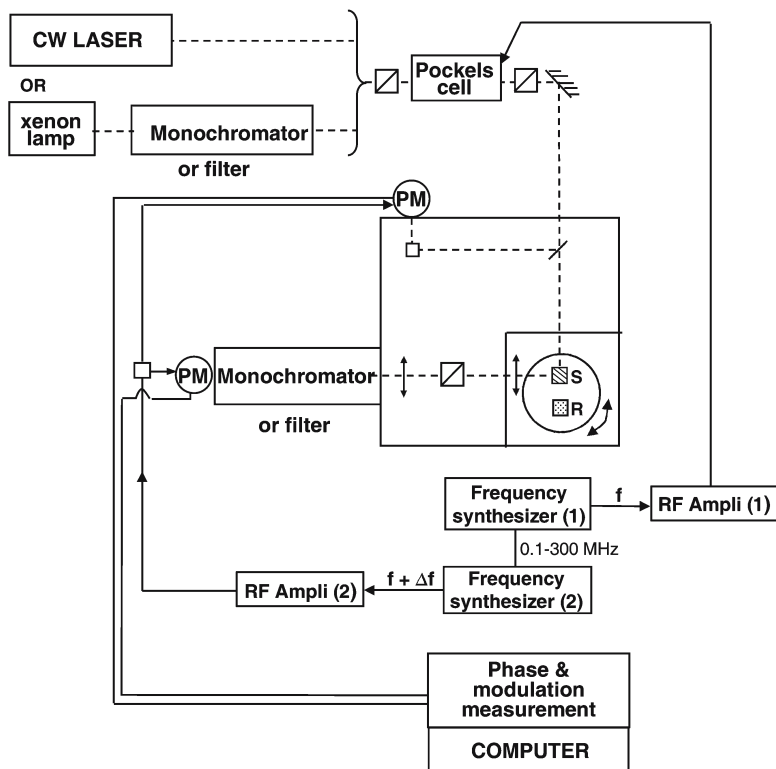 CW LASER
OR
xenon
lamp
Monochromator
or filter
Pockels
cell
PM
PM
Monochromator
or filter
S
R
Frequency
synthesizer (1)
f
RF Ampli (1)
0.1-300 MHz
RF Ampli (2)
f + Δf
Frequency
synthesizer (2)
Phase &
modulation
measurement
COMPUTER